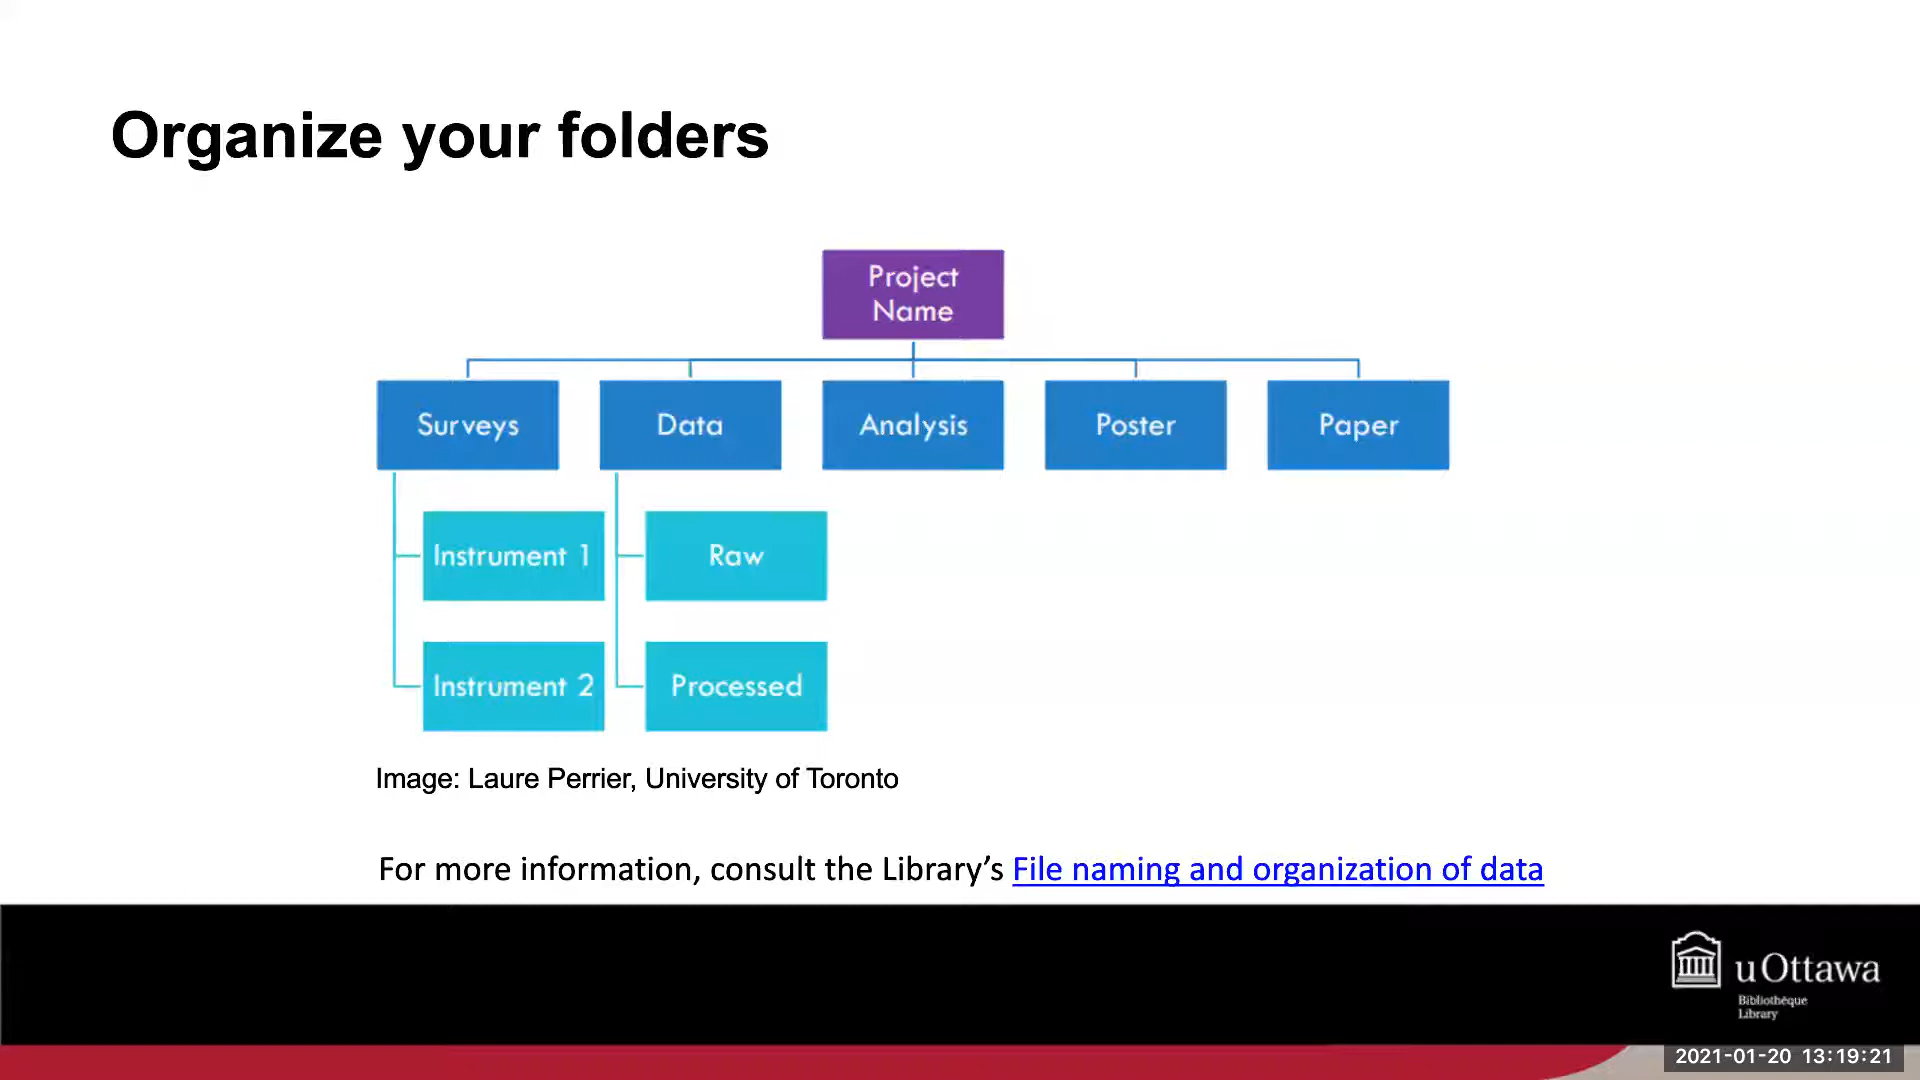 Organize your folders
Project
Name
Surveys
Data
Analysis
Poster
Paper
Instrument 1
Raw
Instrument 2
Processed
Image: Laure Perrier, University of Toronto
For more information, consult the Library’s File naming and organization of data
uOttawa
Bibliothèque
Library
2021-01-20 13:19:21